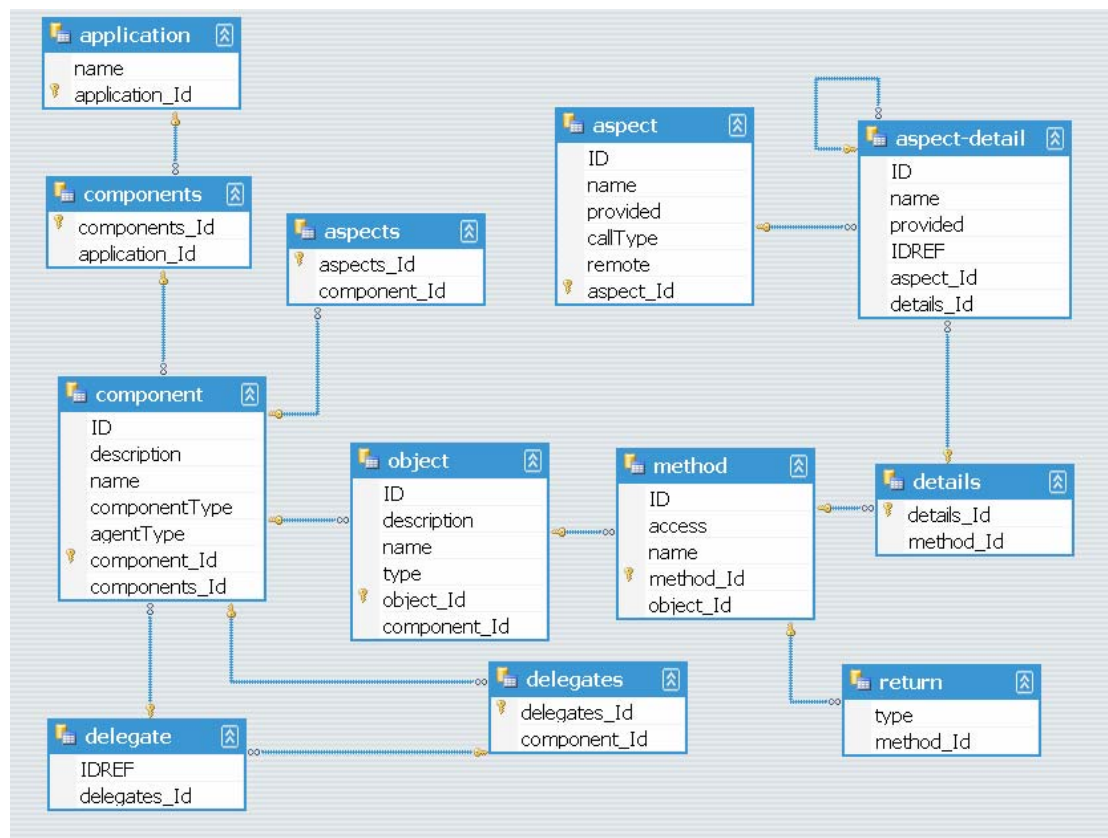 application
name
application_Id
components
components_Id
application_Id
aspects
aspects_Id
component_Id
aspect
ID
name
provided
callType
remote
aspect_Id
aspect-detail
ID
name
provided
IDREF
aspect_Id
details_Id
component
ID
description
name
componentType
agentType
component_Id
components_Id
object
ID
description
name
type
object_Id
component_Id
method
ID
access
name
method_Id
object_Id
details
details_Id
method_Id
delegates
delegates_Id
component_Id
return
type
method_Id
delegate
IDREF
delegates_Id